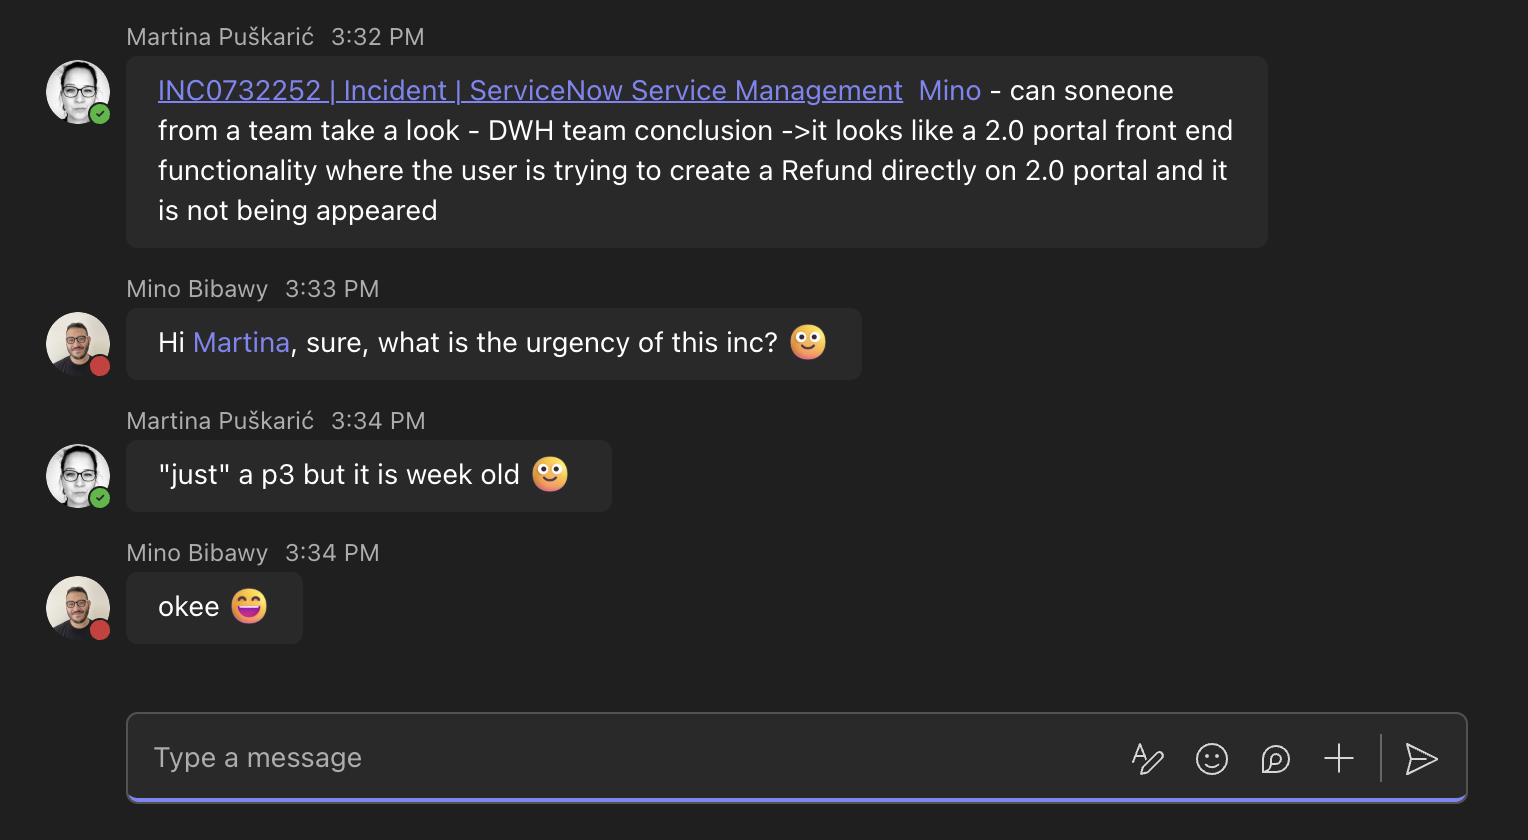 Martina Puškarić 3:32 PM
INC0732252 | Incident | ServiceNow Service Management Mino - can soneone
from a team take a look - DWH team conclusion ->it looks like a 2.0 portal front end
functionality where the user is trying to create a Refund directly on 2.0 portal and it
is not being appeared
Mino Bibawy 3:33 PM
Hi Martina, sure, what is the urgency of this inc? 🙂
Martina Puškarić 3:34 PM
"just" a p3 but it is week old 🙂
Mino Bibawy 3:34 PM
okee 😄
Type a message